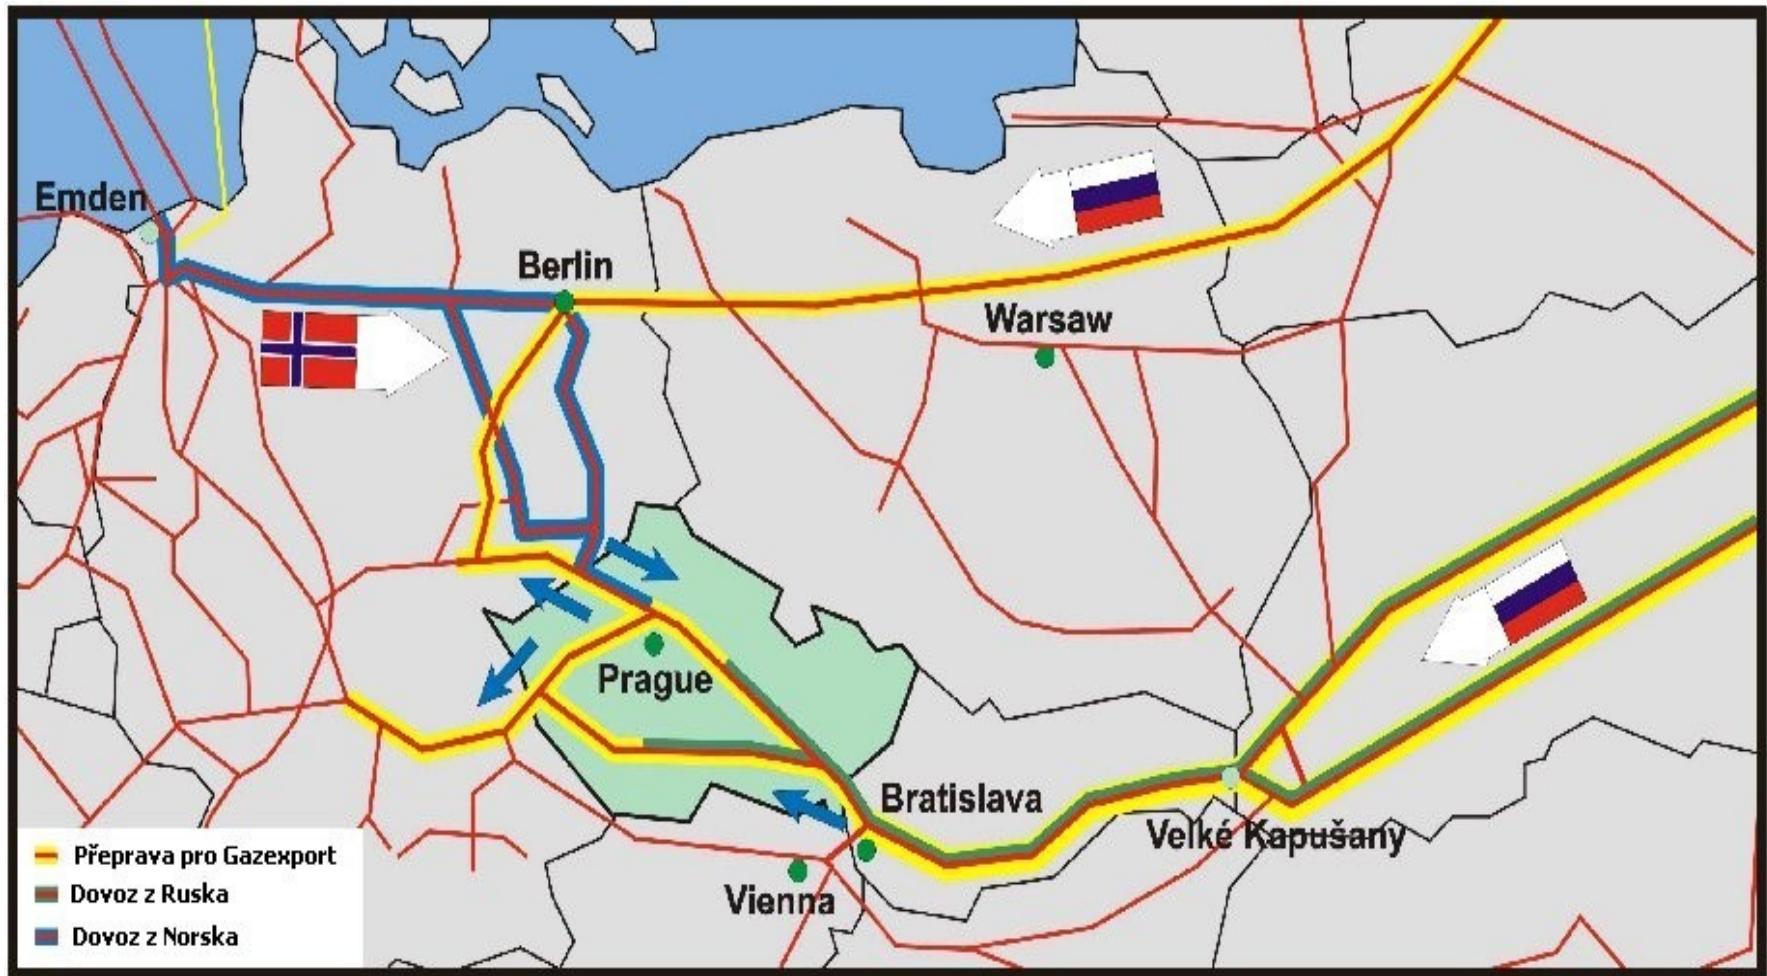 Emden
Berlin
Warsaw
Prague
Bratislava
Velké Kapušany
Vienna
Přeprava pro Gazexport
Dovoz z Ruska
Dovoz z Norska